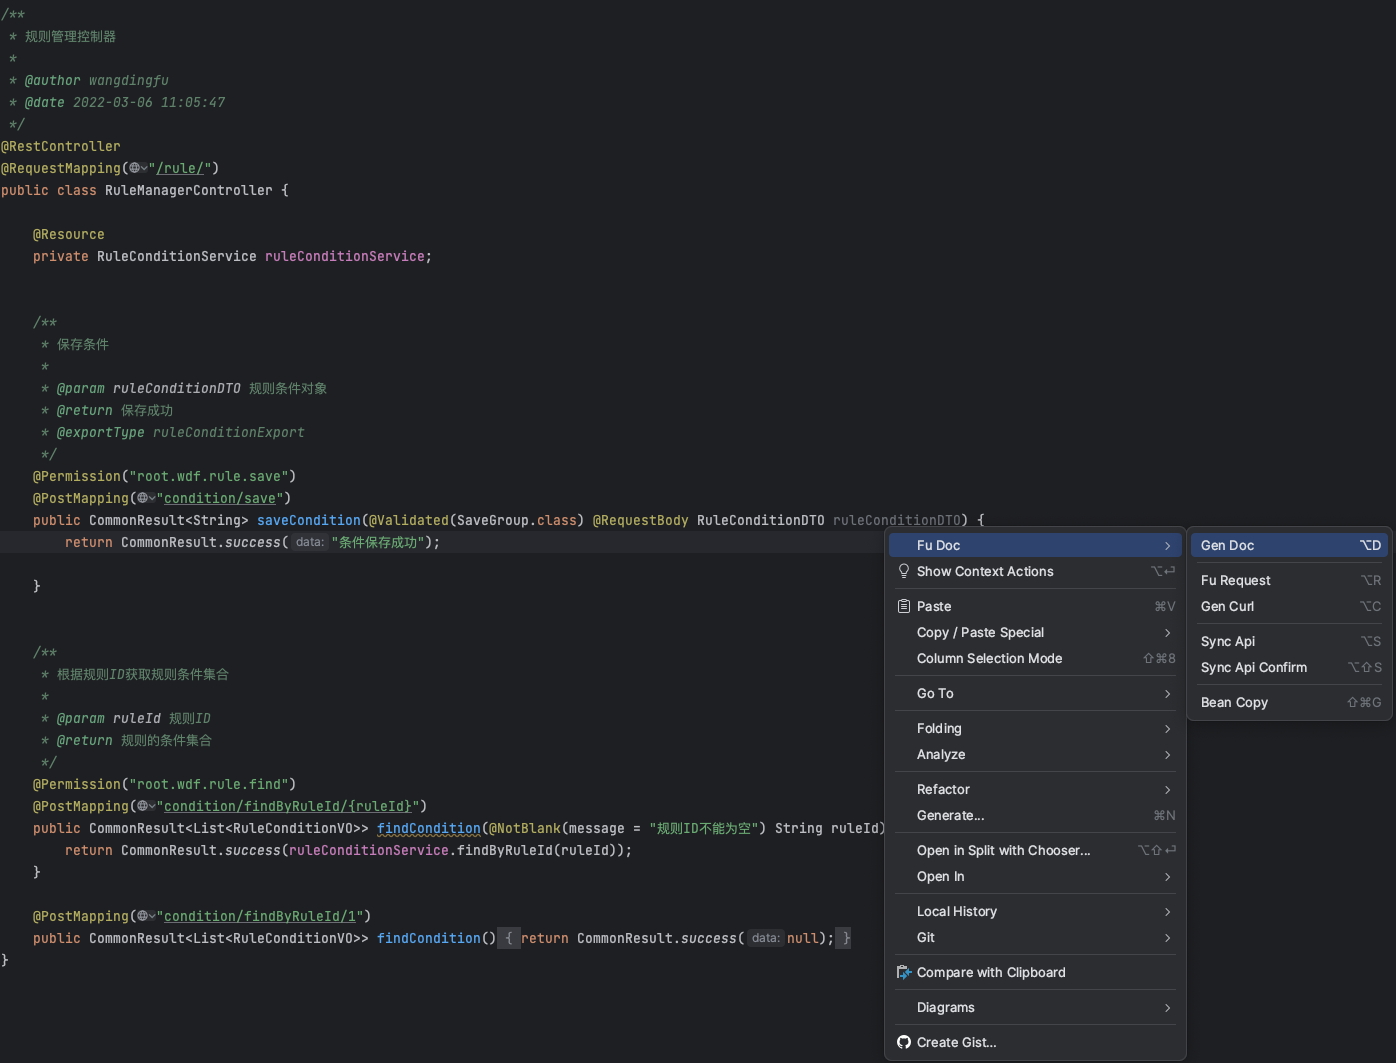 /**
 * 规则管理控制器
 *
 * @author wangdingfu
 * @date 2022-03-06 11:05:47
 */
@RestController
@RequestMapping("/rule/")
public class RuleManagerController {
    @Resource
    private RuleConditionService ruleConditionService;
    /**
     * 保存条件
     *
     * @param ruleConditionDTO 规则条件对象
     * @return 保存成功
     * @exportType ruleConditionExport
     */
    @Permission("root.wdf.rule.save")
    @PostMapping("condition/save")
    public CommonResult<String> saveCondition(@Validated(SaveGroup.class) @RequestBody RuleConditionDTO ruleConditionDTO) {
        return CommonResult.success( data: "条件保存成功");
    }
    /**
     * 根据规则ID获取规则条件集合
     *
     * @param ruleId 规则ID
     * @return 规则的条件集合
     */
    @Permission("root.wdf.rule.find")
    @PostMapping("condition/findByRuleId/{ruleId}")
    public CommonResult<List<RuleConditionVO>> findCondition(@NotBlank(message = "规则ID不能为空") String ruleId)
        return CommonResult.success(ruleConditionService.findByRuleId(ruleId));
    }
    @PostMapping("condition/findByRuleId/1")
    public CommonResult<List<RuleConditionVO>> findCondition() { return CommonResult.success( data: null); }
}
Fu Doc
Show Context Actions ⌥⏎
Paste ⌘V
Copy / Paste Special
Column Selection Mode ⇧⌘8
Go To
Folding
Analyze
Refactor
Generate... ⌘N
Open in Split with Chooser... ⌥⇧⏎
Open In
Local History
Git
Compare with Clipboard
Diagrams
Create Gist...
Gen Doc ⌥D
Fu Request ⌥R
Gen Curl ⌥C
Sync Api ⌥S
Sync Api Confirm ⌥⇧S
Bean Copy ⇧⌘G